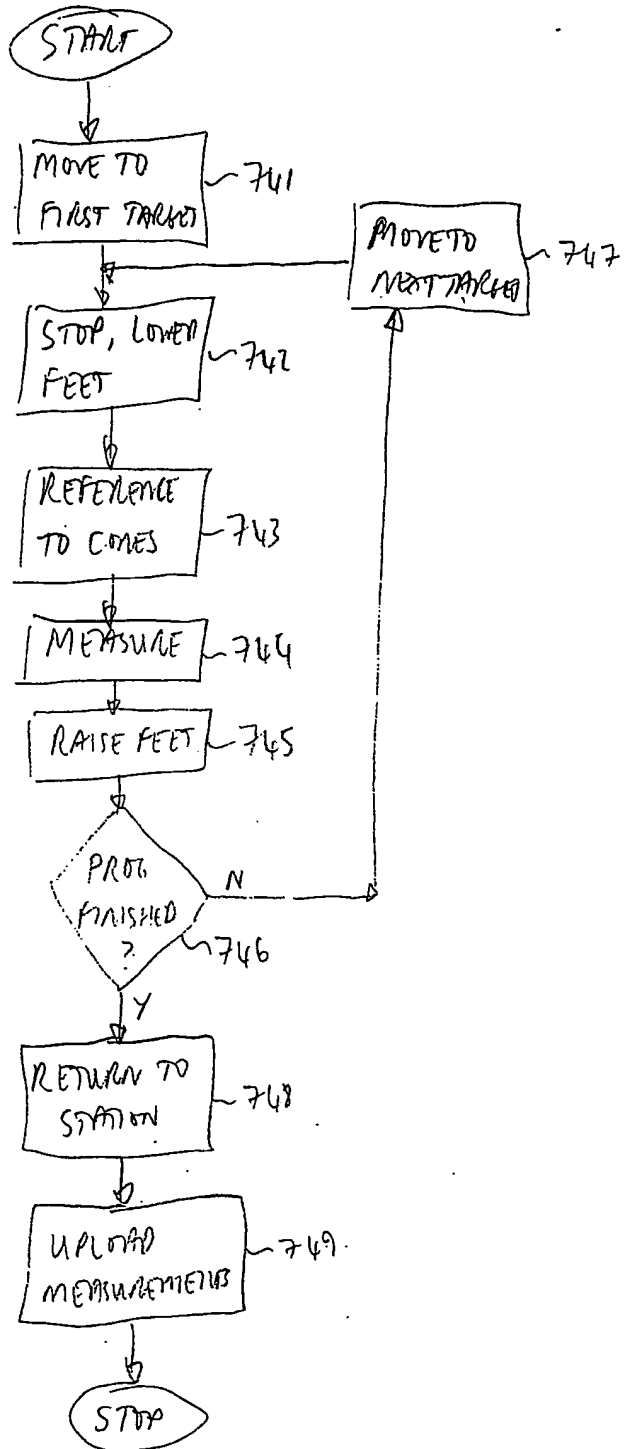 START
MOVE TO
FIRST TARGET
741
MOVE TO
NEXT TARGET
747
STOP, LOWER
FEET
742
REFERENCE
TO CONES
743
MEASURE
744
RAISE FEET
745
PROG
FINISHED
?
N
746
Y
RETURN TO
STATION
748
UPLOAD
MEASUREMENTS
749.
STOP